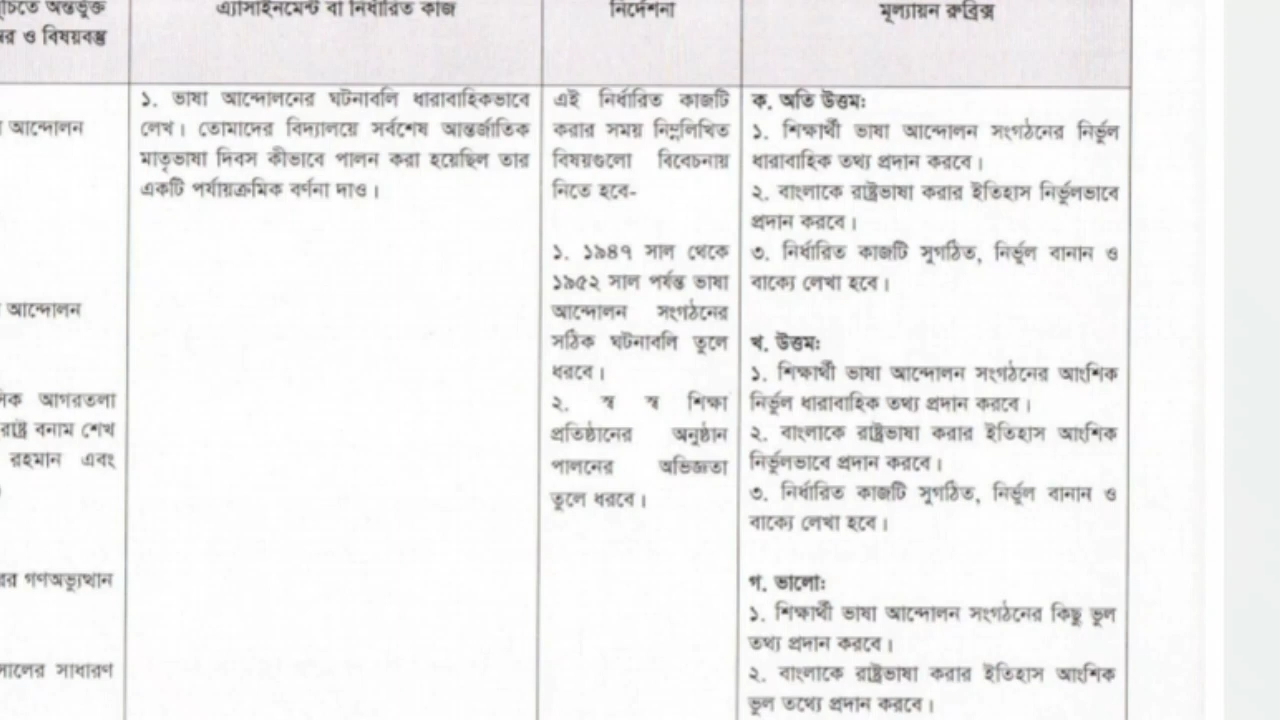 এ্যাসাইনমেন্ট বা নির্ধারিত কাজ
নির্দেশনা
মূল্যায়ন রুব্রিক্স
ও বিষয়বস্তু
আন্দোলন
আন্দোলন
আগরতলা
রাষ্ট্র বনাম শেখ
রহমান এবং
গণঅভ্যুত্থান
সালের সাধারণ
১. ভাষা আন্দোলনের ঘটনাবলি ধারাবাহিকভাবে
লেখ। তোমাদের বিদ্যালয়ে সর্বশেষ আন্তর্জাতিক
মাতৃভাষা দিবস কীভাবে পালন করা হয়েছিল তার
একটি পর্যায়ক্রমিক বর্ণনা দাও।
এই নির্ধারিত কাজটি
করার সময় নিম্নলিখিত
বিষয়গুলো বিবেচনায়
নিতে হবে-
১. ১৯৪৭ সাল থেকে
১৯৫২ সাল পর্যন্ত ভাষা
আন্দোলন সংগঠনের
সঠিক ঘটনাবলি তুলে
ধরবে।
২. স্ব স্ব শিক্ষা
প্রতিষ্ঠানের অনুষ্ঠান
পালনের অভিজ্ঞতা
তুলে ধরবে।
ক. অতি উত্তম:
১. শিক্ষার্থী ভাষা আন্দোলন সংগঠনের নির্ভুল
ধারাবাহিক তথ্য প্রদান করবে।
২. বাংলাকে রাষ্ট্রভাষা করার ইতিহাস নির্ভুলভাবে
প্রদান করবে।
৩. নির্ধারিত কাজটি সুগঠিত, নির্ভুল বানান ও
বাক্যে লেখা হবে।
খ. উত্তম:
১. শিক্ষার্থী ভাষা আন্দোলন সংগঠনের আংশিক
নির্ভুল ধারাবাহিক তথ্য প্রদান করবে।
২. বাংলাকে রাষ্ট্রভাষা করার ইতিহাস আংশিক
নির্ভুলভাবে প্রদান করবে।
৩. নির্ধারিত কাজটি সুগঠিত, নির্ভুল বানান ও
বাক্যে লেখা হবে।
গ. ভালো:
১. শিক্ষার্থী ভাষা আন্দোলন সংগঠনের কিছু ভুল
তথ্য প্রদান করবে।
২. বাংলাকে রাষ্ট্রভাষা করার ইতিহাস আংশিক
ভুল তথ্যে প্রদান করবে।